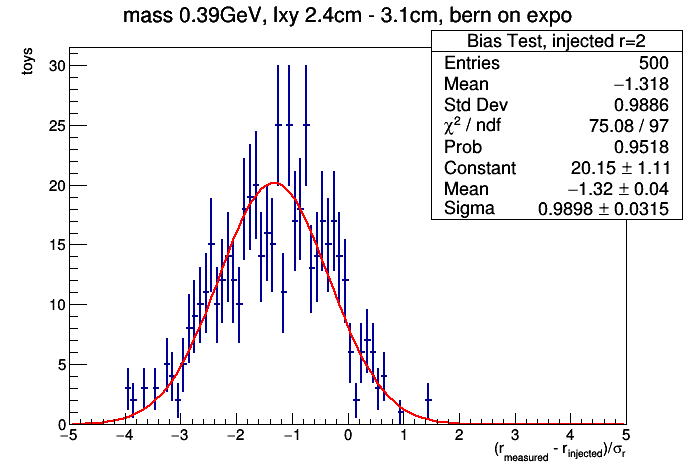 mass 0.39GeV, lxy 2.4cm - 3.1cm, bern on expo
Bias Test, injected r=2
Entries 500
Mean −1.318
Std Dev 0.9886
χ² / ndf 75.08 / 97
Prob 0.9518
Constant 20.15 ± 1.11
Mean −1.32 ± 0.04
Sigma 0.9898 ± 0.0315
toys
30
25
20
15
10
5
0
−5 −4 −3 −2 −1 0 1 2 3 4 5
(r_measured - r_injected)/σ_r